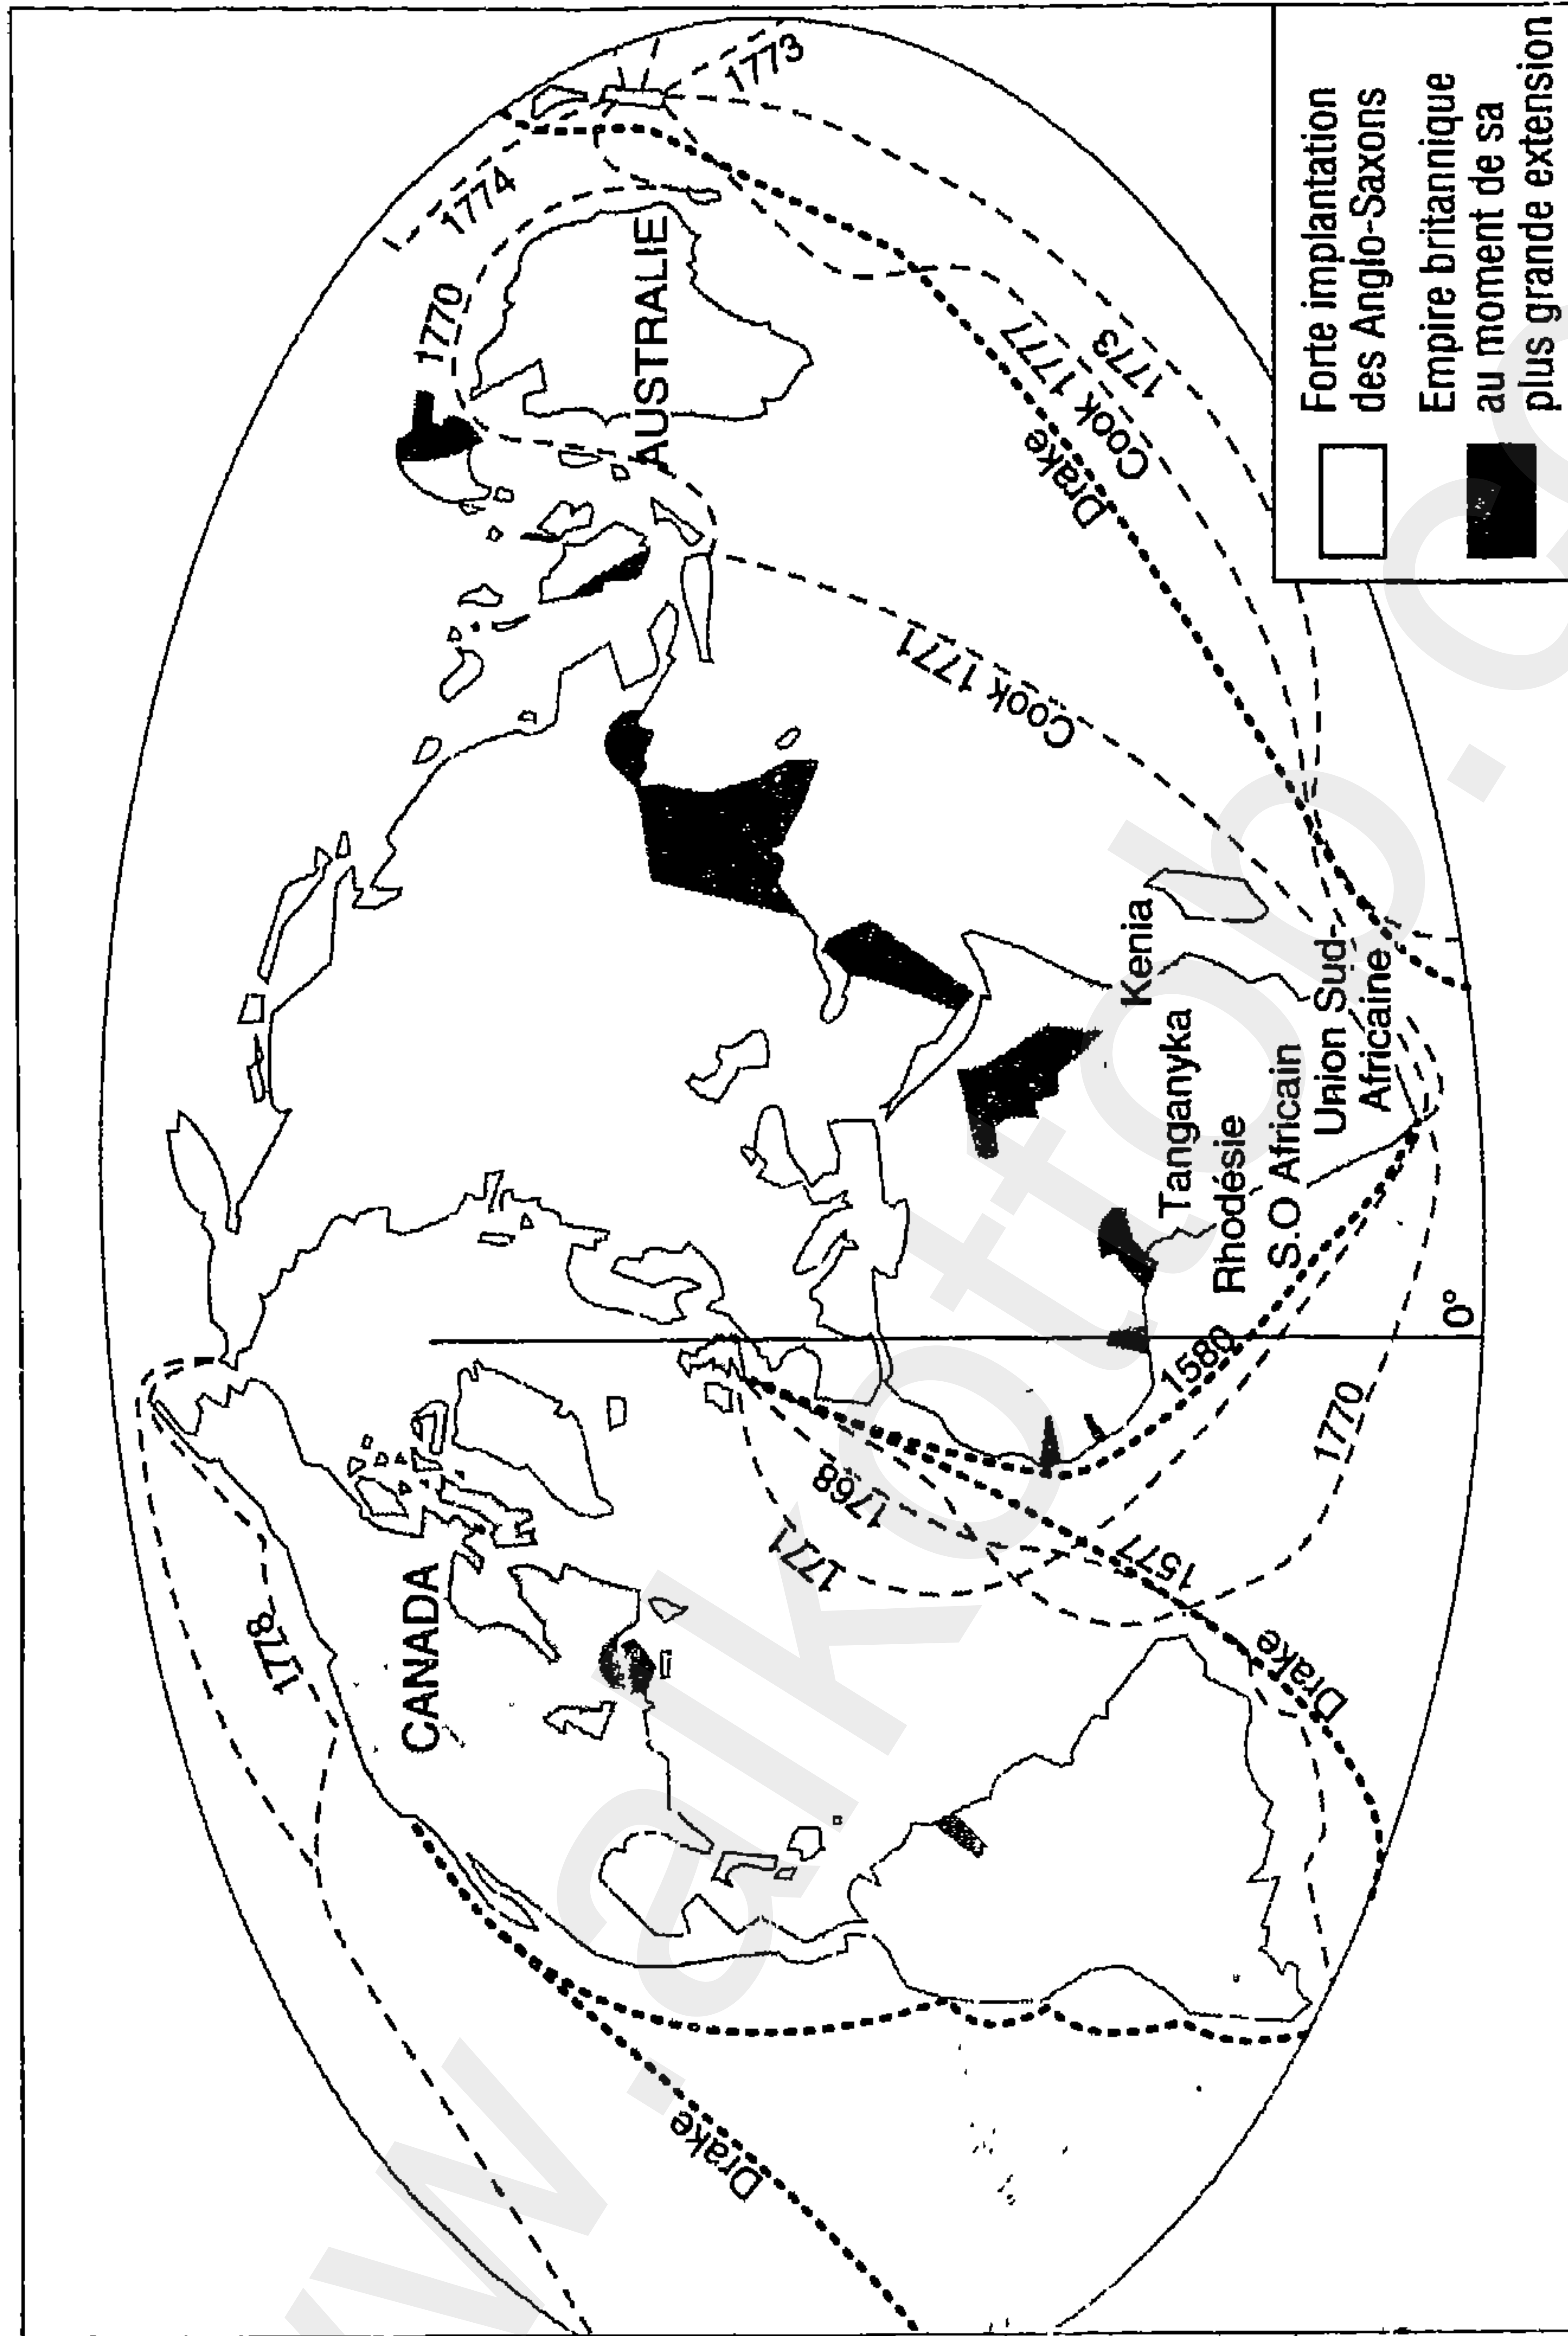 1778
CANADA
1770
1774
1773
AUSTRALIE
Drake
1771
1768
1577
Drake
1580
1770
0°
Tanganyka
Kenia
Rhodésie
S.O Africain
Union Sud-
Africaine
Cook 1771
Drake
Cook 1777
1773
Forte implantation
des Anglo-Saxons
Empire britannique
au moment de sa
plus grande extension